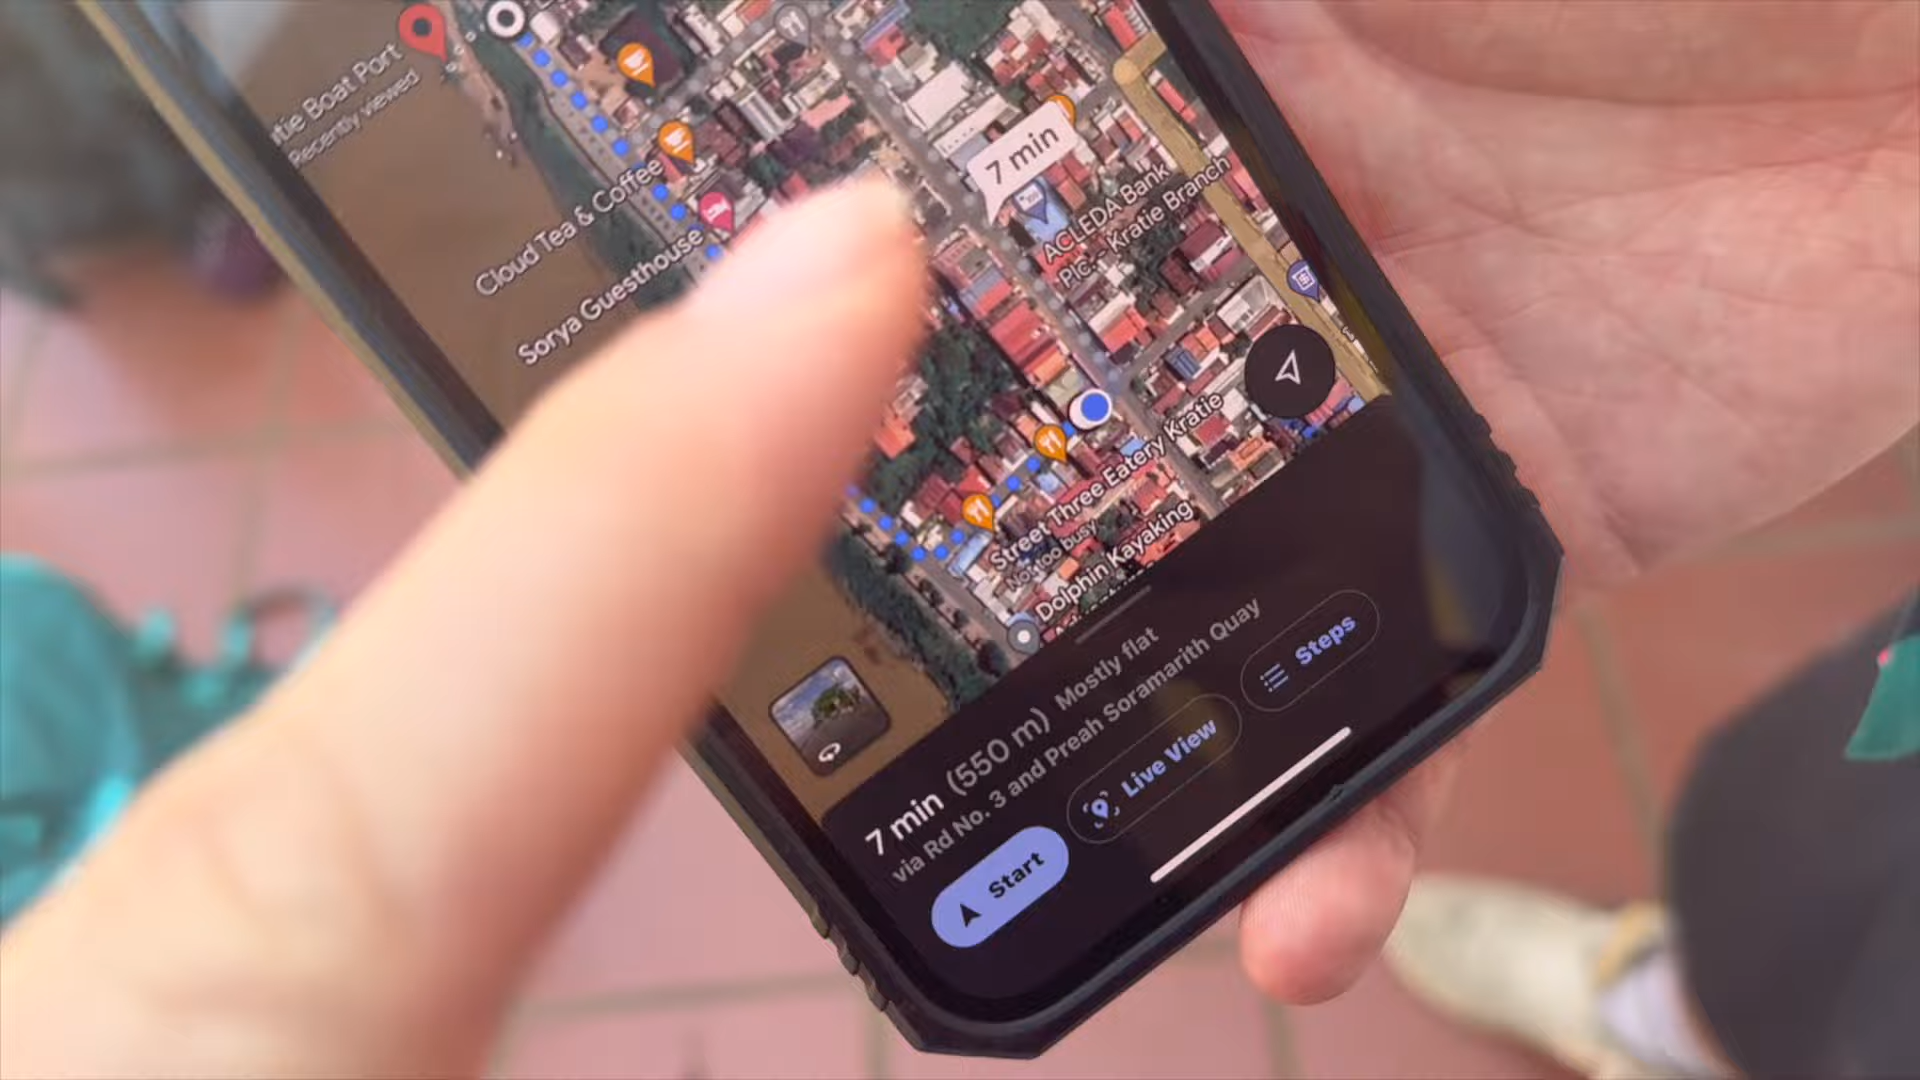 Boat Port
Recently viewed
Cloud Tea & Coffee
Sorya Guesthouse
7 min
ACLEDA Bank
Plc. - Kratie Branch
Street Three Eatery Kratie
Not too busy
Dolphin Kayaking
7 min (550 m) Mostly flat
via Rd No. 3 and Preah Soramarith Quay
Start
Live View
Steps